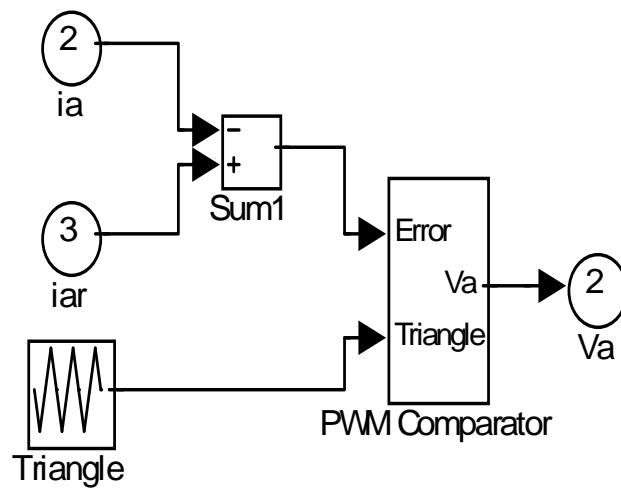 2
ia
−
+
Sum1
3
iar
Error
Va
Triangle
2
Va
PWM Comparator
Triangle